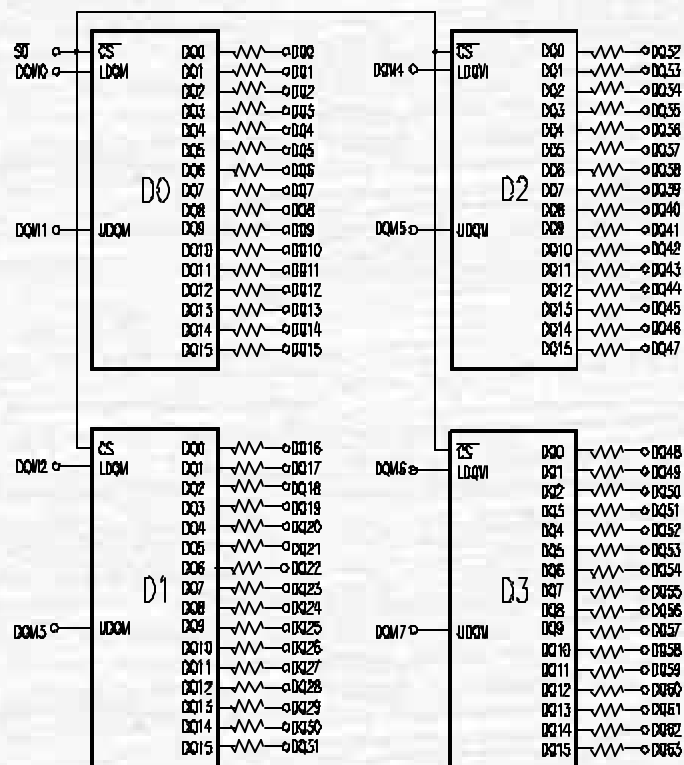 S0 CS DQ0 DQ0
DQM0 LDQM DQ1 DQ1
DQ2 DQ2
DQ3 DQ3
DQ4 DQ4
DQ5 DQ5
DQ6 DQ6
D0 DQ7 DQ7
DQ8 DQ8
DQM1 UDQM DQ9 DQ9
DQ10 DQ10
DQ11 DQ11
DQ12 DQ12
DQ13 DQ13
DQ14 DQ14
DQ15 DQ15
CS DQ0 DQ32
DQM4 LDQM DQ1 DQ33
DQ2 DQ34
DQ3 DQ35
DQ4 DQ36
DQ5 DQ37
DQ6 DQ38
D2 DQ7 DQ39
DQ8 DQ40
DQM5 UDQM DQ9 DQ41
DQ10 DQ42
DQ11 DQ43
DQ12 DQ44
DQ13 DQ45
DQ14 DQ46
DQ15 DQ47
CS DQ0 DQ16
DQM2 LDQM DQ1 DQ17
DQ2 DQ18
DQ3 DQ19
DQ4 DQ20
DQ5 DQ21
DQ6 DQ22
D1 DQ7 DQ23
DQ8 DQ24
DQM3 UDQM DQ9 DQ25
DQ10 DQ26
DQ11 DQ27
DQ12 DQ28
DQ13 DQ29
DQ14 DQ30
DQ15 DQ31
CS DQ0 DQ48
DQM6 LDQM DQ1 DQ49
DQ2 DQ50
DQ3 DQ51
DQ4 DQ52
DQ5 DQ53
DQ6 DQ54
D3 DQ7 DQ55
DQ8 DQ56
DQM7 UDQM DQ9 DQ57
DQ10 DQ58
DQ11 DQ59
DQ12 DQ60
DQ13 DQ61
DQ14 DQ62
DQ15 DQ63